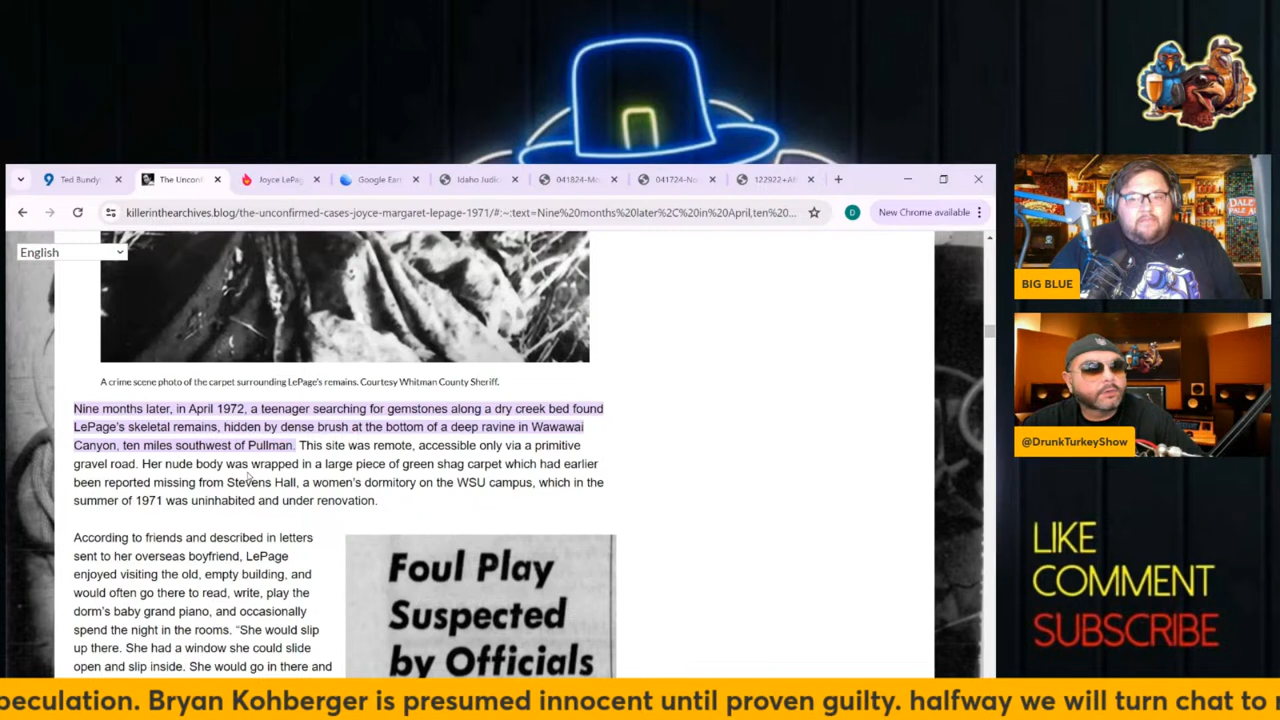 Ted Bundy:
The Uncon
Joyce LePag
Google Ear
Idaho Judi
041824-Mo
041724-No
122922+A
killerinthearchives.blog/the-unconfirmed-cases-joyce-margaret-lepage-1971/#:~:text=Nine%20months%20later%2C%20in%20April,ten%20...
New Chrome available
English
A crime scene photo of the carpet surrounding LePage's remains. Courtesy Whitman County Sheriff.
Nine months later, in April 1972, a teenager searching for gemstones along a dry creek bed found
LePage's skeletal remains, hidden by dense brush at the bottom of a deep ravine in Wawawai
Canyon, ten miles southwest of Pullman. This site was remote, accessible only via a primitive
gravel road. Her nude body was wrapped in a large piece of green shag carpet which had earlier
been reported missing from Stevens Hall, a women's dormitory on the WSU campus, which in the
summer of 1971 was uninhabited and under renovation.
According to friends and described in letters
sent to her overseas boyfriend, LePage
enjoyed visiting the old, empty building, and
would often go there to read, write, play the
dorm's baby grand piano, and occasionally
spend the night in the rooms. “She would slip
up there. She had a window she could slide
open and slip inside. She would go in there and
Foul Play
Suspected
by Officials
BIG BLUE
DALE
PALE
@DrunkTurkeyShow
LIKE
COMMENT
SUBSCRIBE
peculation. Bryan Kohberger is presumed innocent until proven guilty. halfway we will turn chat to